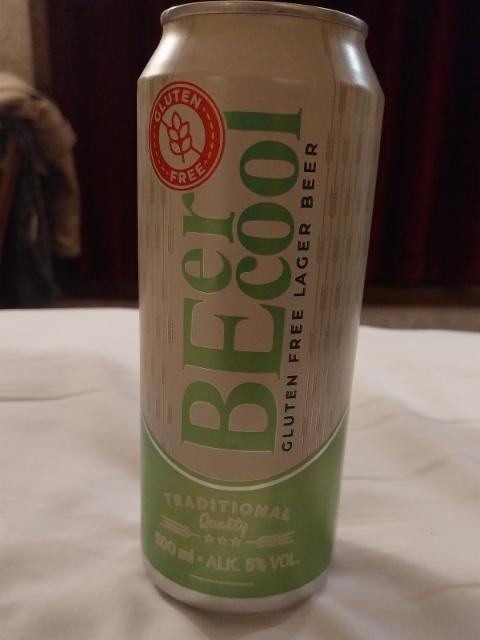 GLUTEN
FREE
BEer
BEcool
GLUTEN FREE LAGER BEER
TRADITIONAL
Quality
500 ml • ALK. 5% VOL.